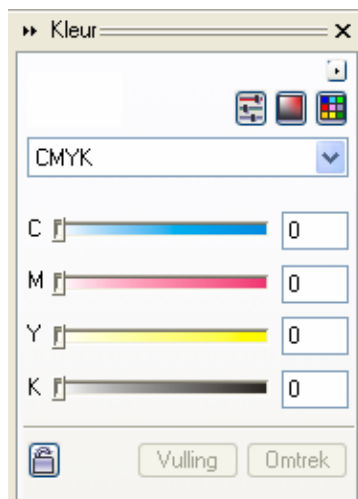 Kleur
CMYK
C 0
M 0
Y 0
K 0
Vulling Omtrek